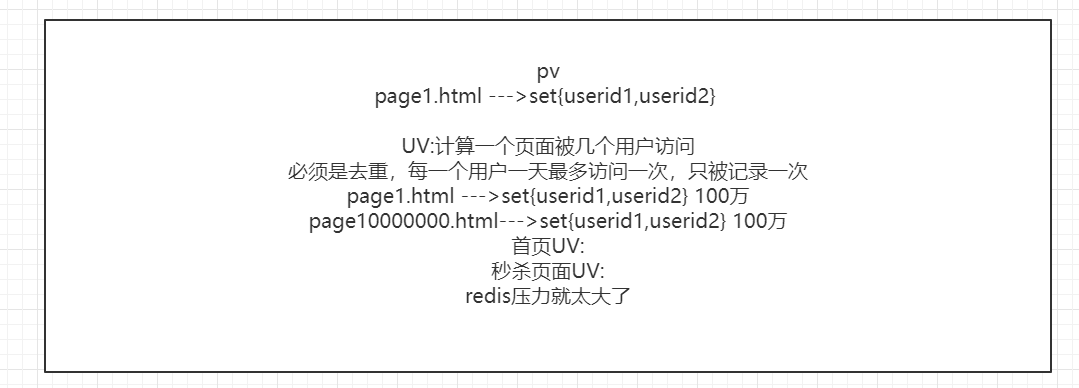 pv
page1.html --->set{userid1,userid2}
UV:计算一个页面被几个用户访问
必须是去重，每一个用户一天最多访问一次，只被记录一次
page1.html --->set{userid1,userid2} 100万
page10000000.html--->set{userid1,userid2} 100万
首页UV:
秒杀页面UV:
redis压力就太大了